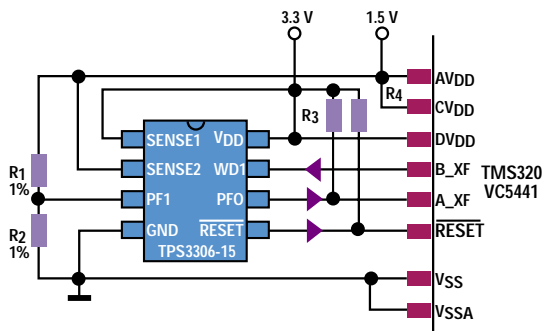 3.3 V
1.5 V
AVDD
R4
CVDD
R3
SENSE1
VDD
DVDD
R1
1%
SENSE2
WD1
B_XF
TMS320
VC5441
PF1
PFO
A_XF
R2
1%
GND
RESET
RESET
TPS3306-15
VSS
VSSA